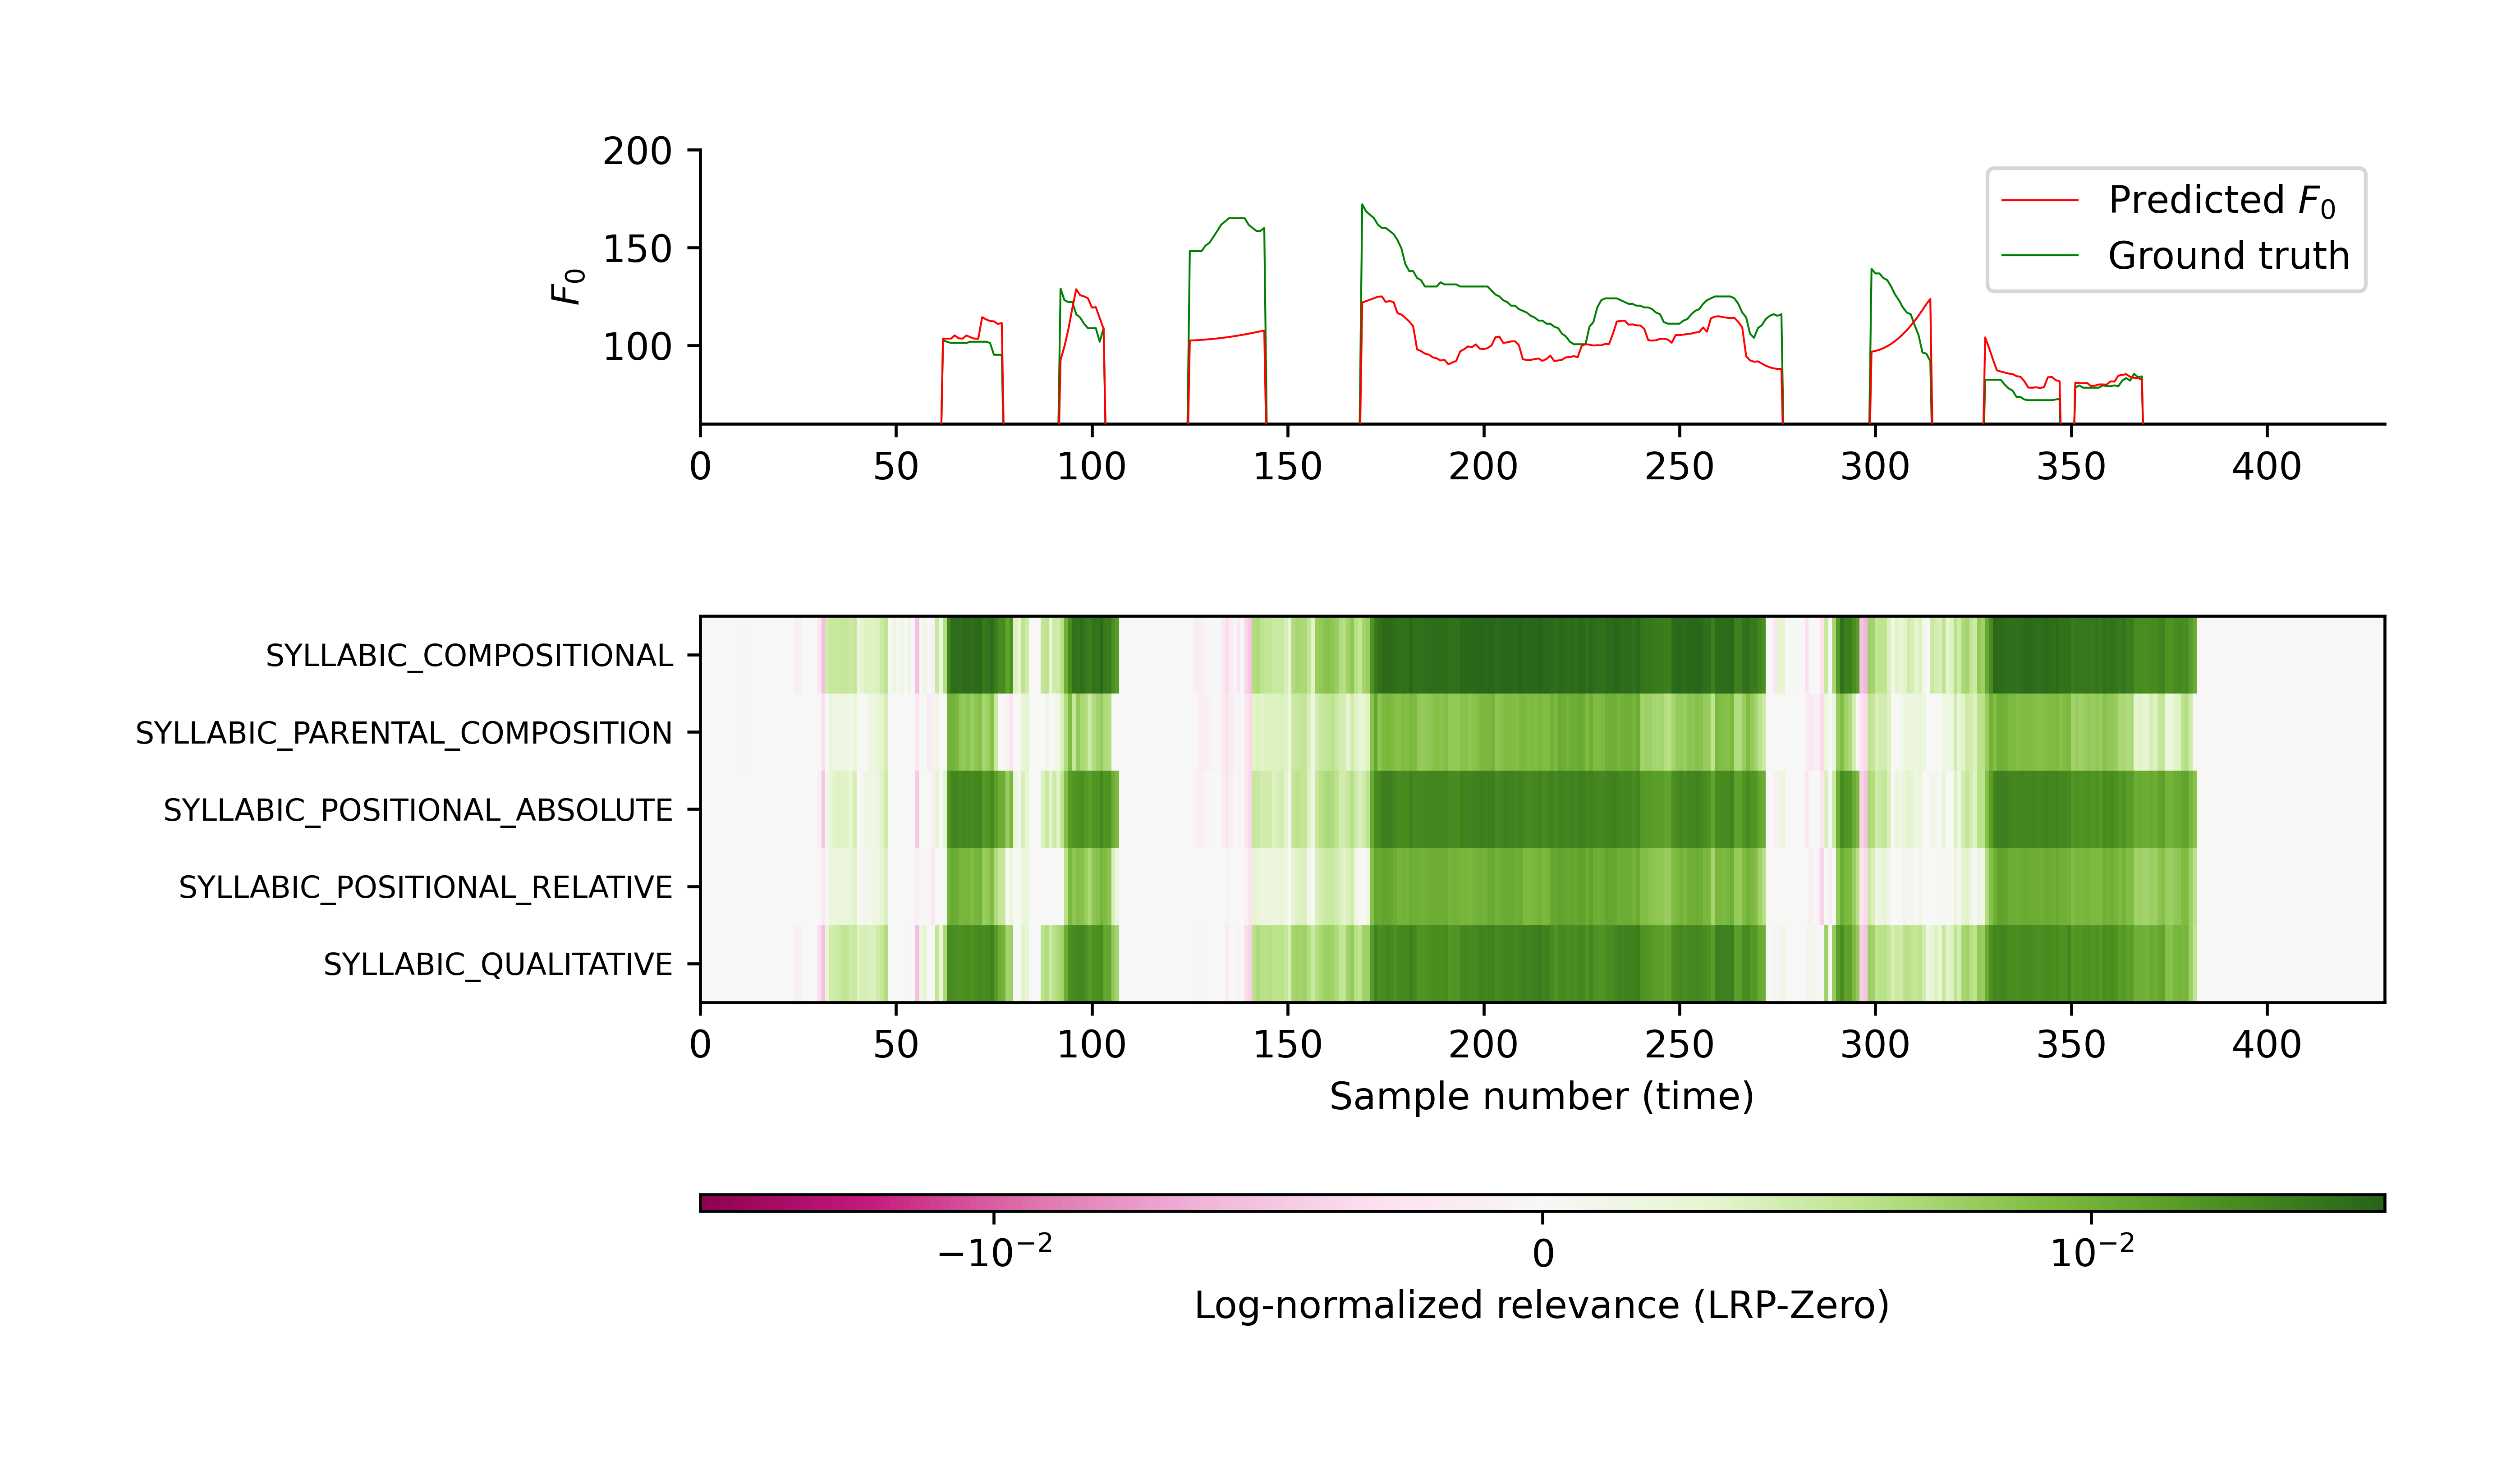 200
150
100
F₀
Predicted F₀
Ground truth
0 50 100 150 200 250 300 350 400
SYLLABIC_COMPOSITIONAL
SYLLABIC_PARENTAL_COMPOSITION
SYLLABIC_POSITIONAL_ABSOLUTE
SYLLABIC_POSITIONAL_RELATIVE
SYLLABIC_QUALITATIVE
0 50 100 150 200 250 300 350 400
Sample number (time)
−10⁻² 0 10⁻²
Log-normalized relevance (LRP-Zero)